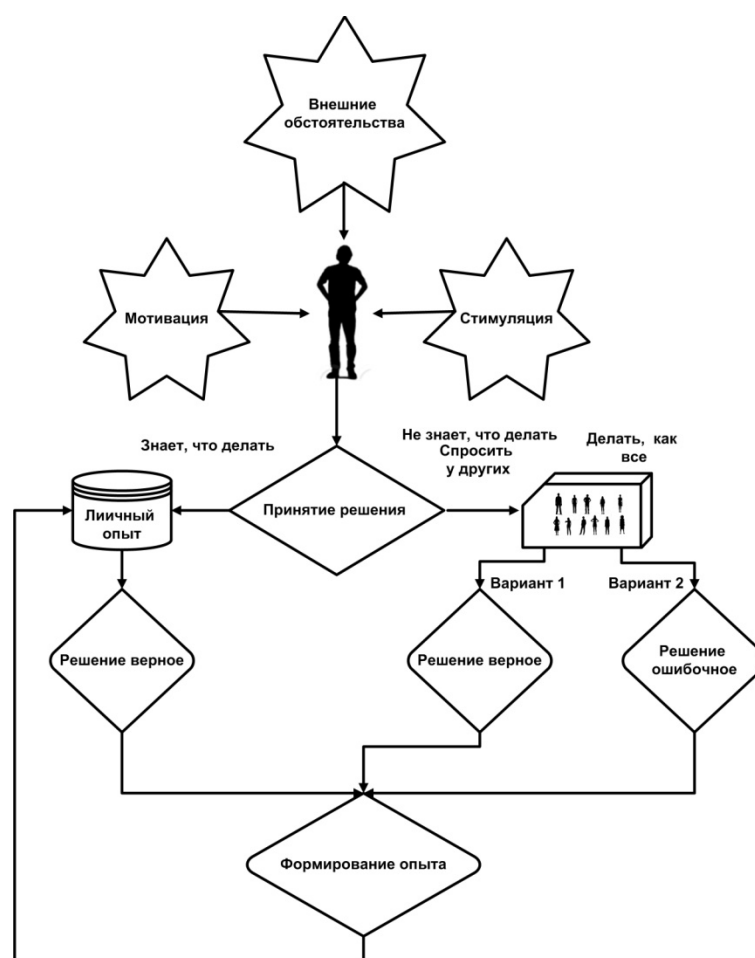 Внешние
обстоятельства
Мотивация
Стимуляция
Знает, что делать
Не знает, что делать
Спросить
у других
Делать, как
все
Лиичный
опыт
Принятие решения
Вариант 1
Вариант 2
Решение верное
Решение верное
Решение
ошибочное
Формирование опыта